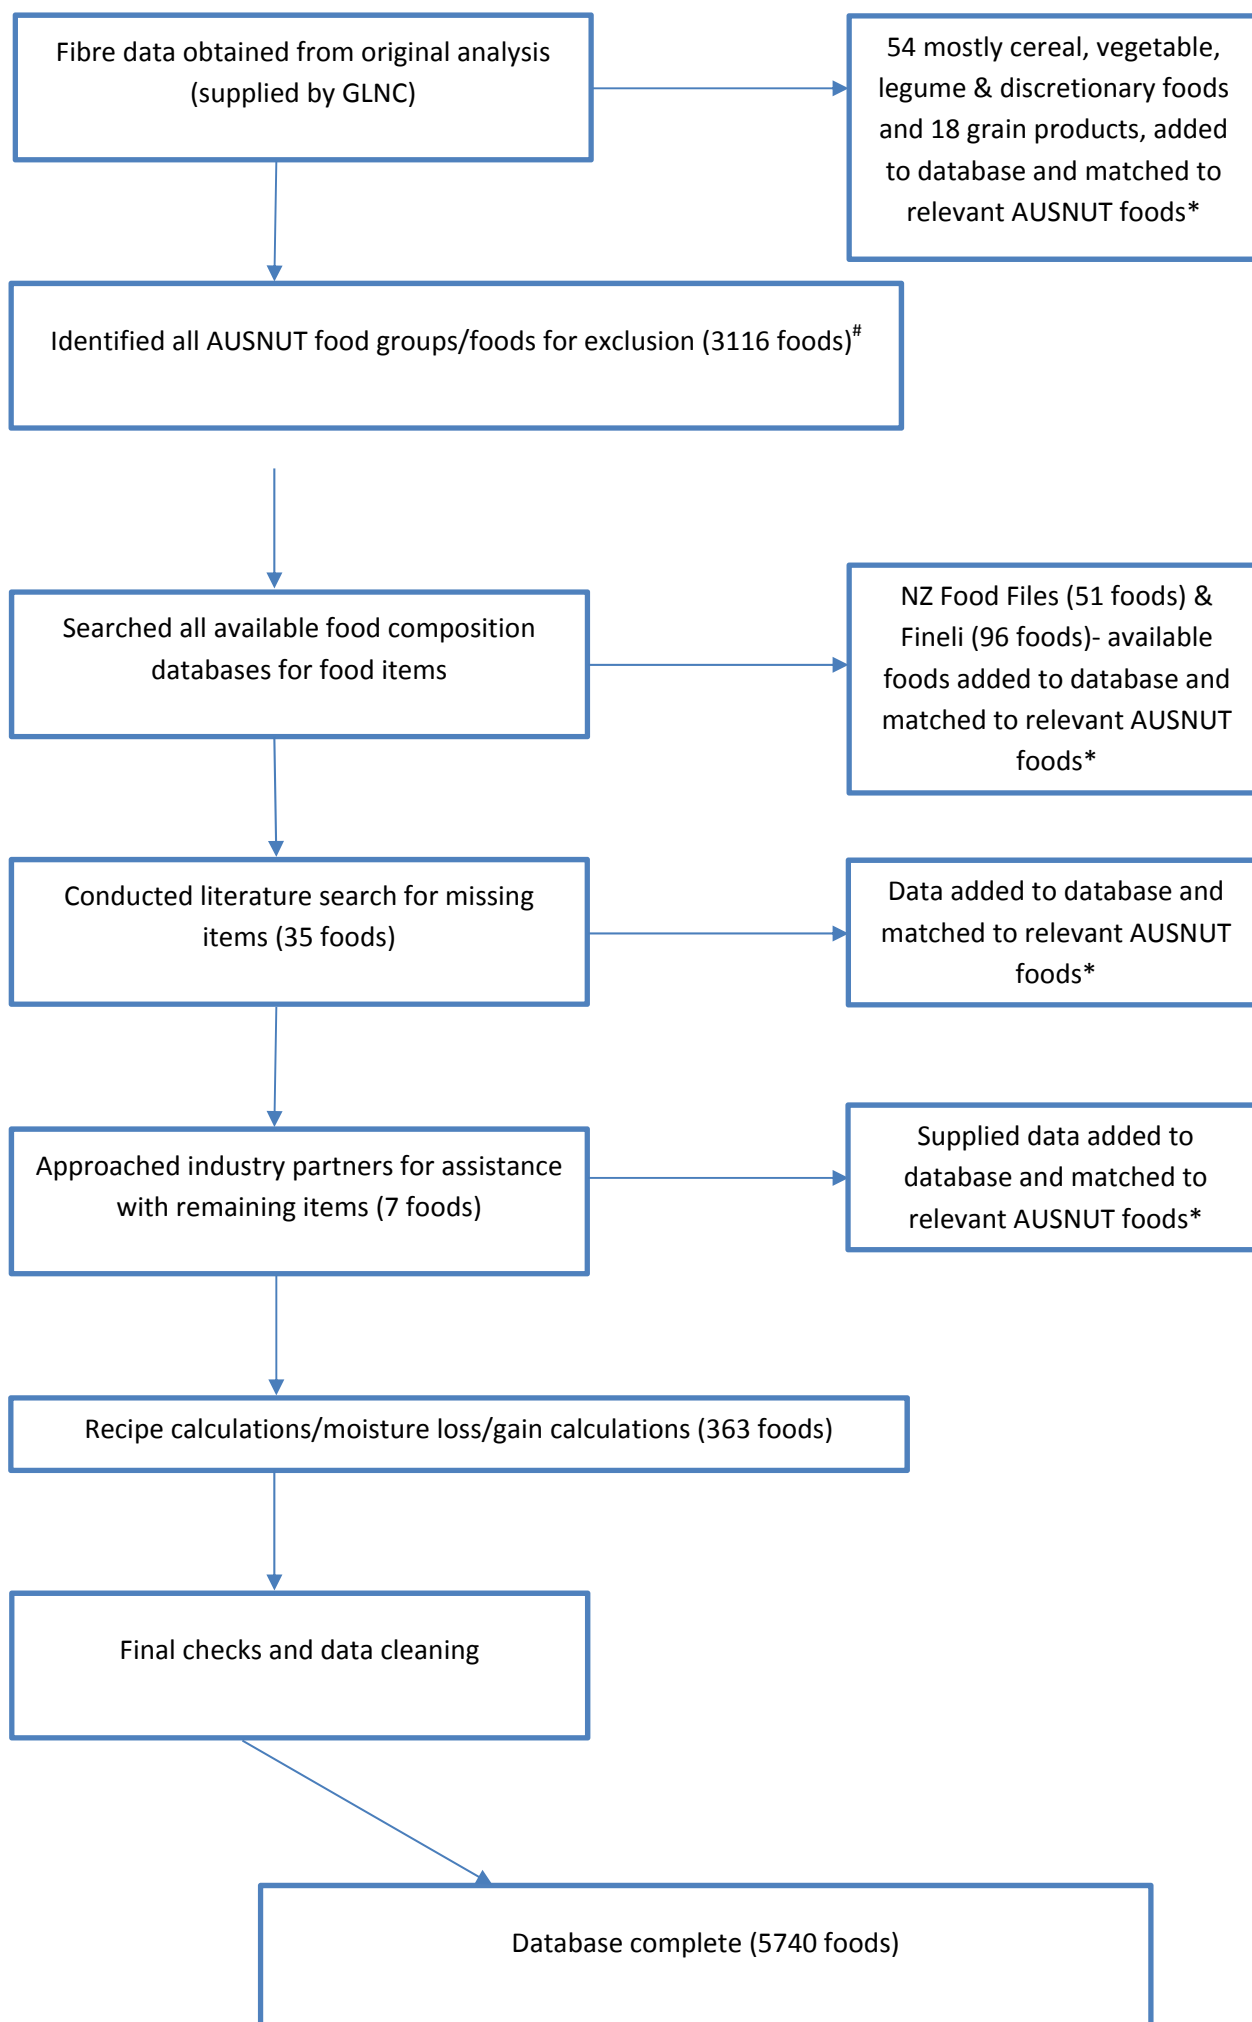 Fibre data obtained from original analysis
(supplied by GLNC)
54 mostly cereal, vegetable,
legume & discretionary foods
and 18 grain products, added
to database and matched to
relevant AUSNUT foods*
Identified all AUSNUT food groups/foods for exclusion (3116 foods)#
Searched all available food composition
databases for food items
NZ Food Files (51 foods) &
Fineli (96 foods)- available
foods added to database and
matched to relevant AUSNUT
foods*
Conducted literature search for missing
items (35 foods)
Data added to database and
matched to relevant AUSNUT
foods*
Approached industry partners for assistance
with remaining items (7 foods)
Supplied data added to
database and matched to
relevant AUSNUT foods*
Recipe calculations/moisture loss/gain calculations (363 foods)
Final checks and data cleaning
Database complete (5740 foods)